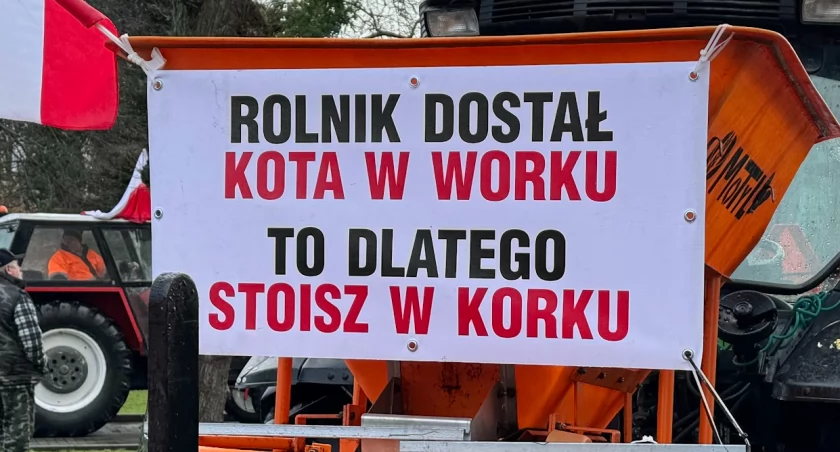 ROLNIK DOSTAŁ
KOTA W WORKU
TO DLATEGO
STOISZ W KORKU